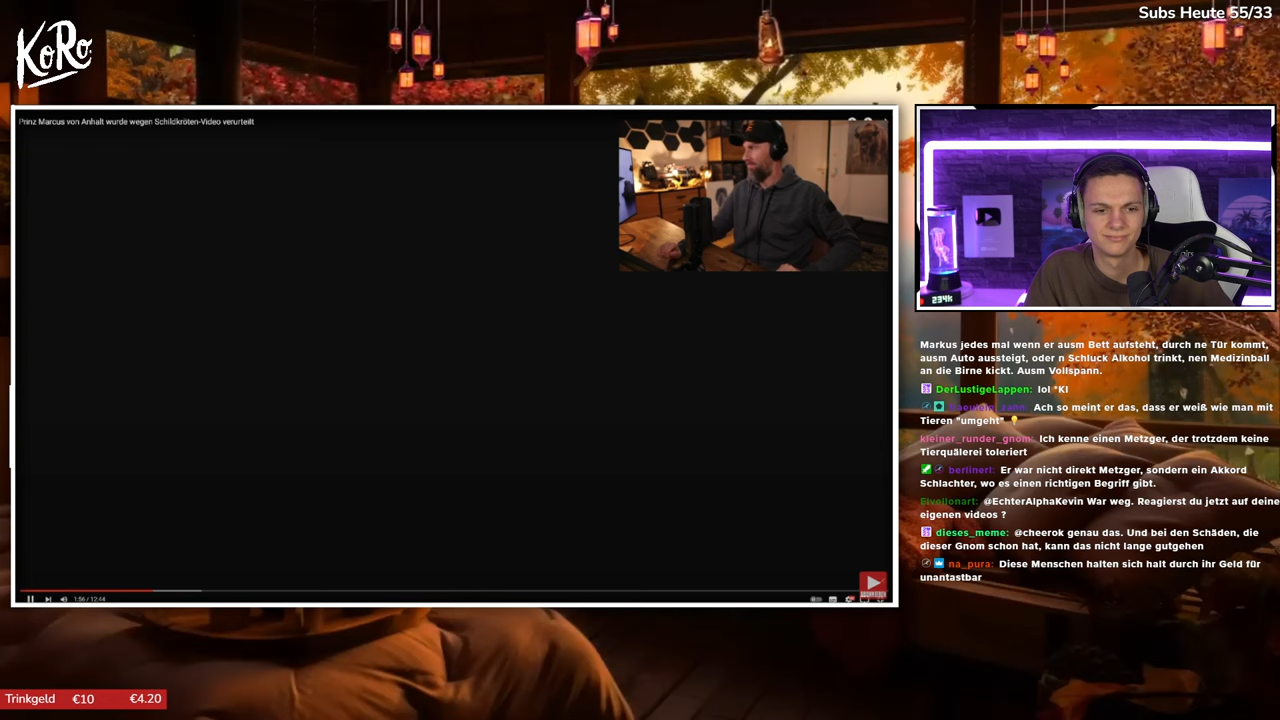 Subs Heute 55/33
KoRo
Prinz Marcus von Anhalt wurde wegen Schildkröten-Video verurteilt
234k
Markus jedes mal wenn er ausm Bett aufsteht, durch ne Tür kommt,
ausm Auto aussteigt, oder n Schluck Alkohol trinkt, nen Medizinball
an die Birne kickt. Ausm Vollspann.
DerLustigeLappen: lol *KI
Ach so meint er das, dass er weiß wie man mit
Tieren "umgeht"
kleiner_runder_gnom: Ich kenne einen Metzger, der trotzdem keine
Tierquälerei toleriert
berlinerl: Er war nicht direkt Metzger, sondern ein Akkord
Schlachter, wo es einen richtigen Begriff gibt.
@EchterAlphaKevin War weg. Reagierst du jetzt auf deine
eigenen videos ?
dieses_meme: @cheerok genau das. Und bei den Schäden, die
dieser Gnom schon hat, kann das nicht lange gutgehen
na_pura: Diese Menschen halten sich halt durch ihr Geld für
unantastbar
ABONNIEREN
1:56 / 12:44
Trinkgeld €10 €4.20